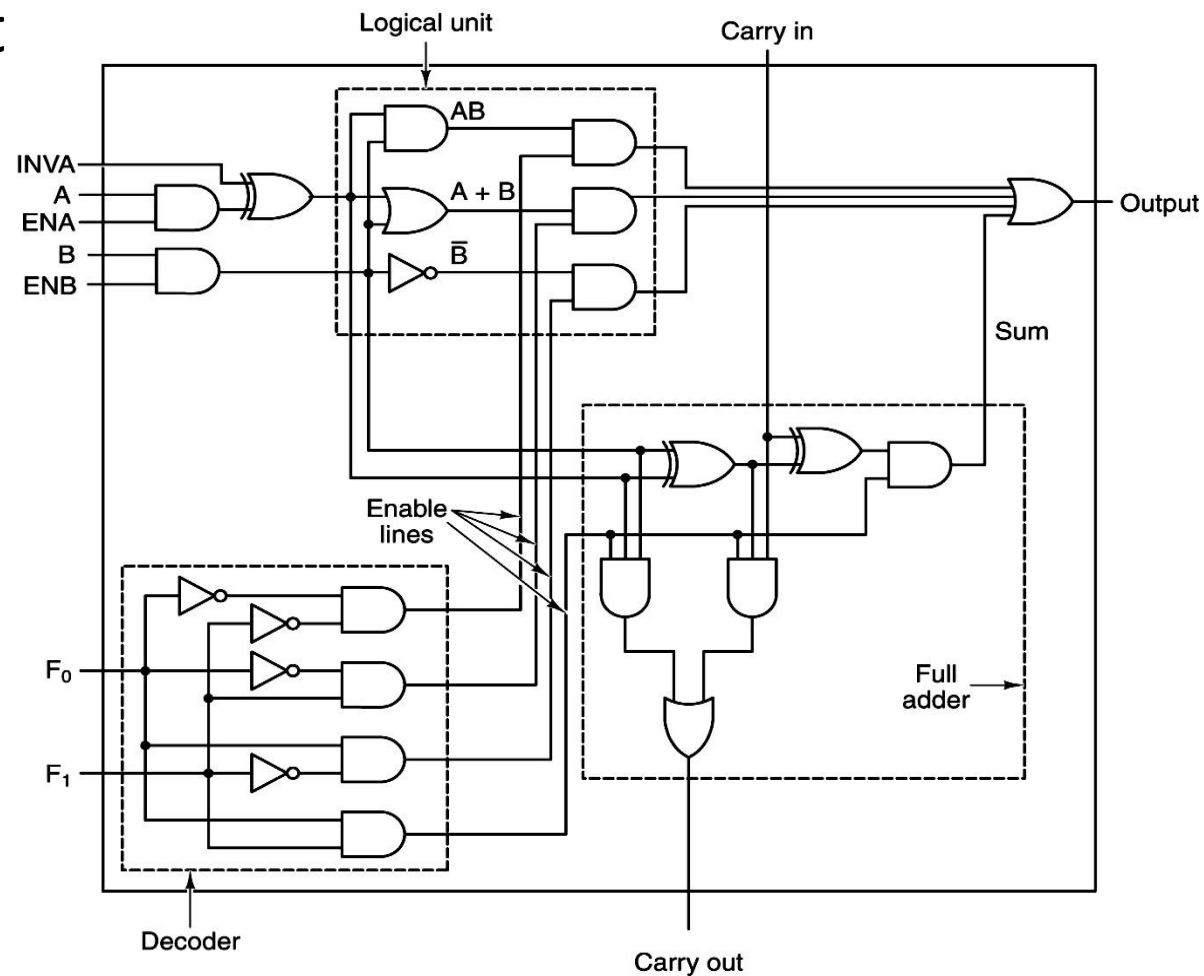 Logical unit
Carry in
INVA
A
ENA
B
ENB
AB
A + B
B̅
Output
Sum
Enable
lines
F₀
F₁
Full
adder
Decoder
Carry out